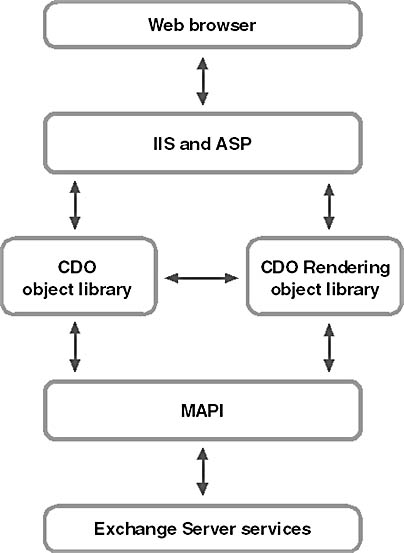 Web browser
IIS and ASP
CDO
object library
CDO Rendering
object library
MAPI
Exchange Server services